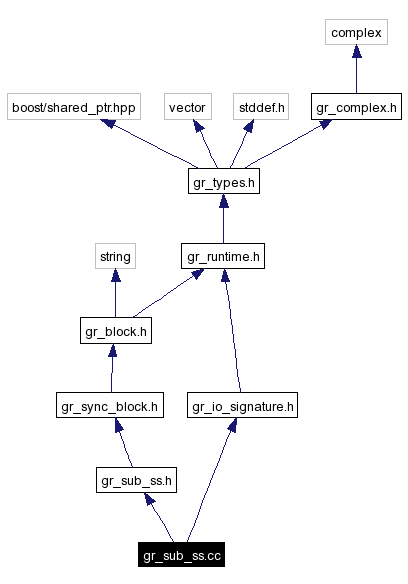 complex
boost/shared_ptr.hpp
vector
stddef.h
gr_complex.h
gr_types.h
string
gr_runtime.h
gr_block.h
gr_sync_block.h
gr_io_signature.h
gr_sub_ss.h
gr_sub_ss.cc